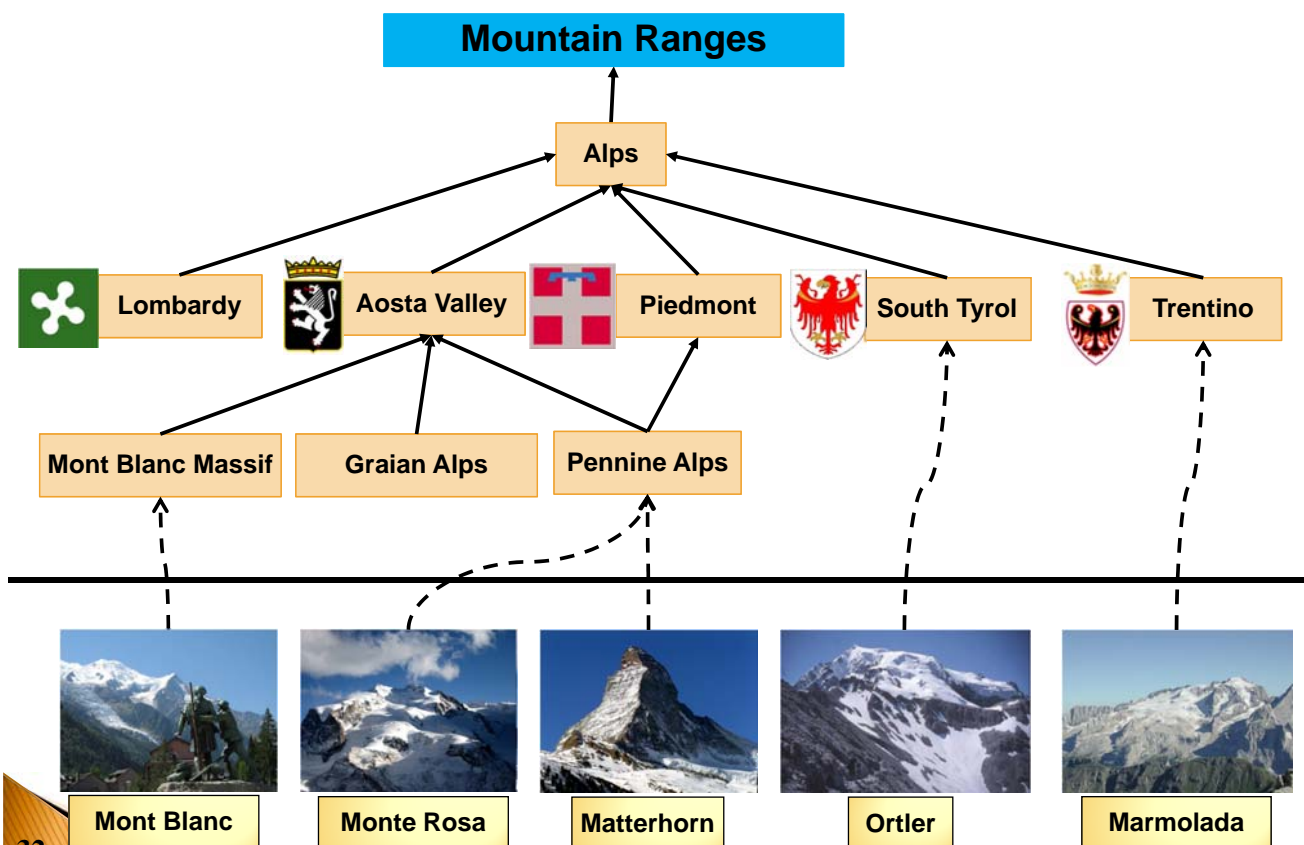 Mountain Ranges
Alps
Lombardy
Aosta Valley
Piedmont
South Tyrol
Trentino
Mont Blanc Massif
Graian Alps
Pennine Alps
Mont Blanc
Monte Rosa
Matterhorn
Ortler
Marmolada